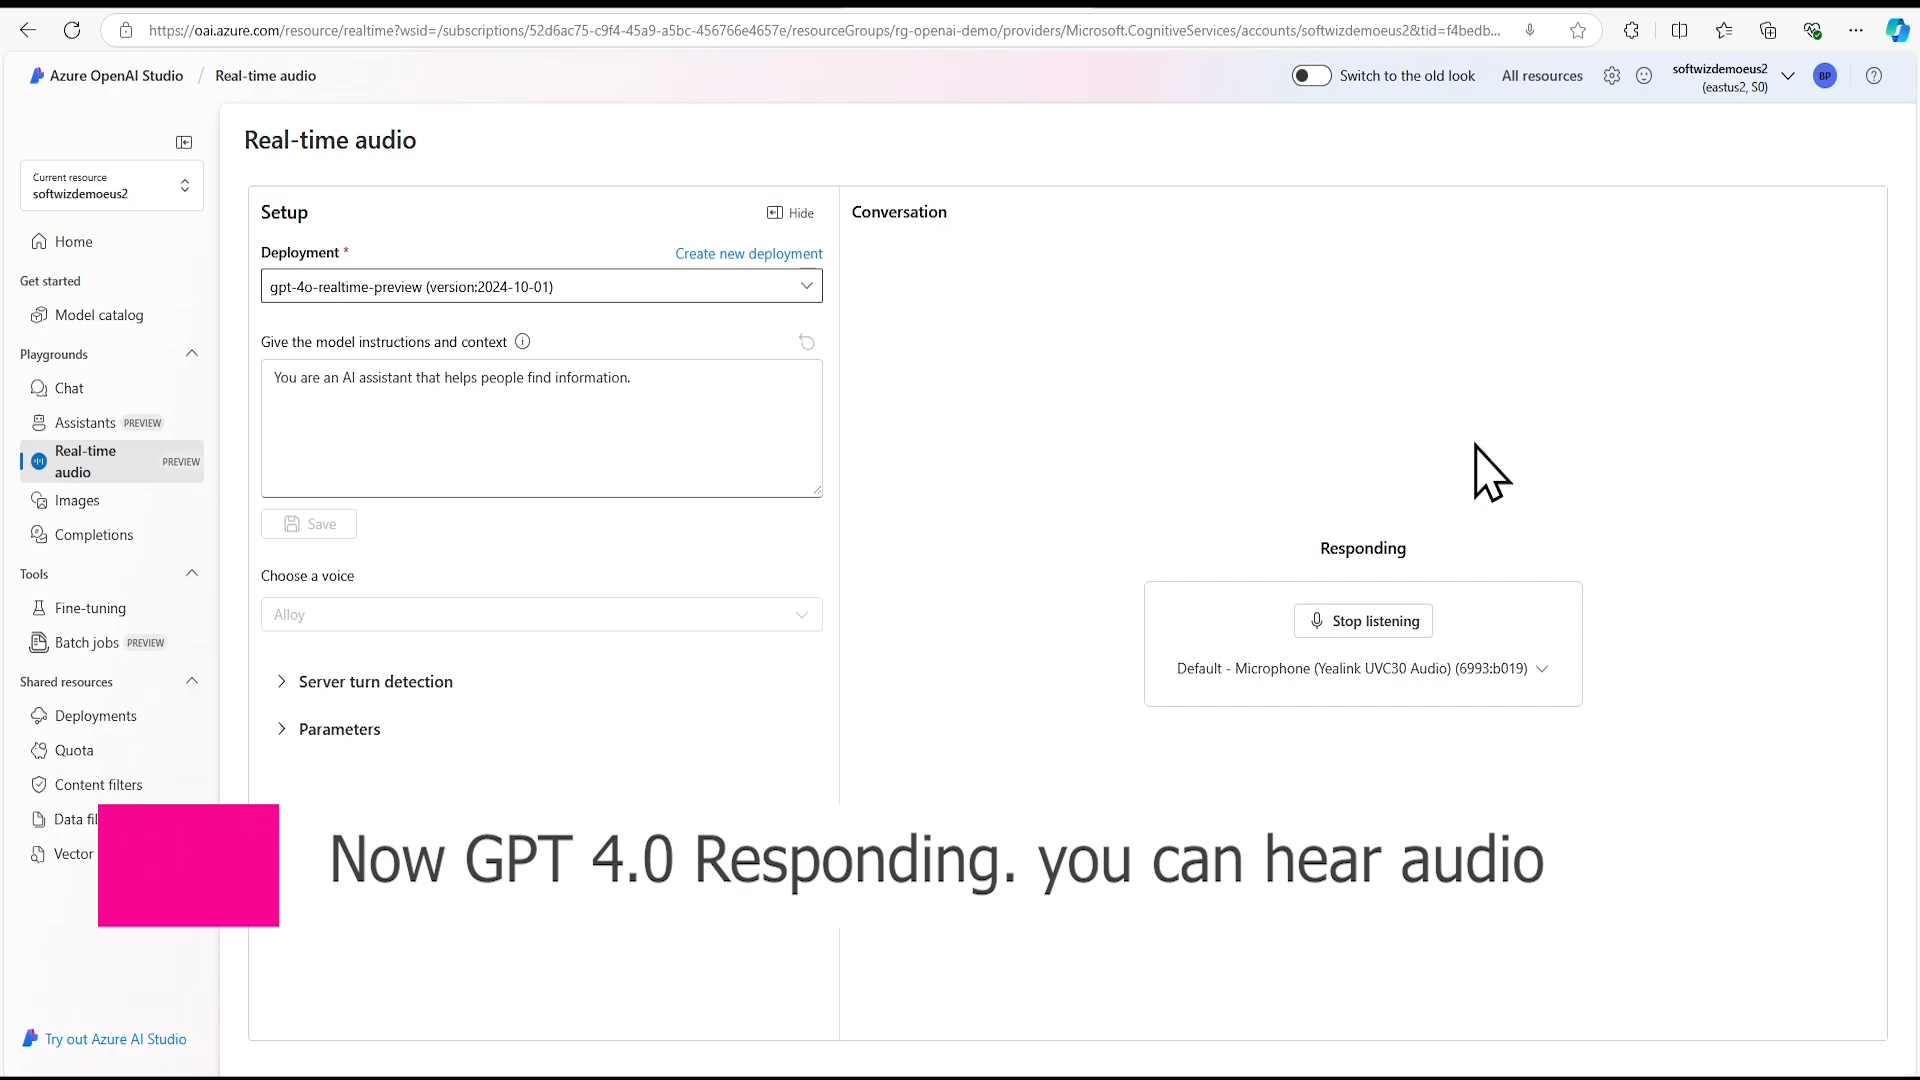 https://oai.azure.com/resource/realtime?wsid=/subscriptions/52d6ac75-c9f4-45a9-a5bc-456766e4657e/resourceGroups/rg-openai-demo/providers/Microsoft.CognitiveServices/accounts/softwizdemoeus2&tid=f4bedb...
Azure OpenAI Studio / Real-time audio
Switch to the old look
All resources
softwizdemoeus2
(eastus2, S0)
BP
Real-time audio
Current resource
softwizdemoeus2
Home
Get started
Model catalog
Playgrounds
Chat
Assistants PREVIEW
Real-time audio PREVIEW
Images
Completions
Tools
Fine-tuning
Batch jobs PREVIEW
Shared resources
Deployments
Quota
Content filters
Data fil
Vector
Try out Azure AI Studio
Setup
Hide
Deployment *
Create new deployment
gpt-4o-realtime-preview (version:2024-10-01)
Give the model instructions and context
You are an AI assistant that helps people find information.
Save
Choose a voice
Alloy
Server turn detection
Parameters
Conversation
Responding
Stop listening
Default - Microphone (Yealink UVC30 Audio) (6993:b019)
Now GPT 4.0 Responding. you can hear audio